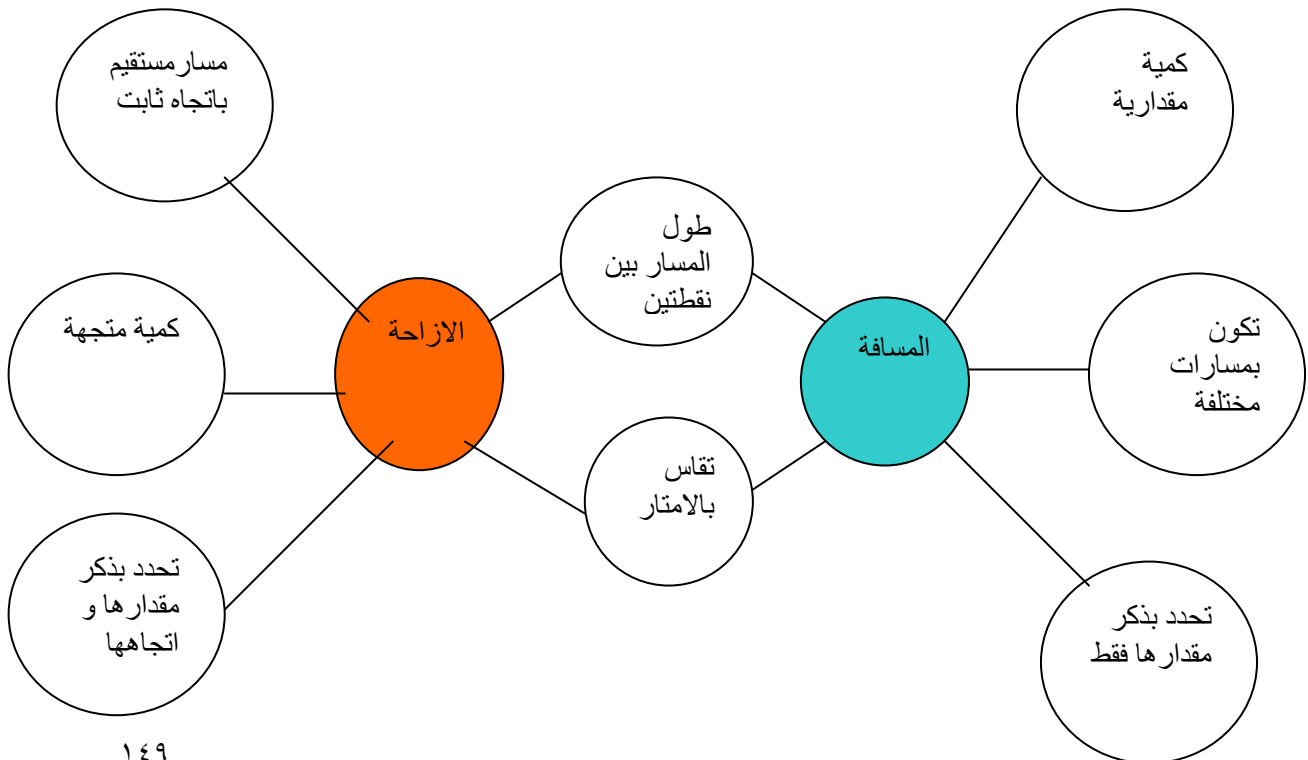 كمية
مقدارية
مسار مستقيم
باتجاه ثابت
طول
المسار بين
نقطتين
تكون
بمسارات
مختلفة
المسافة
الازاحة
كمية متجهة
تقاس
بالامتار
تحدد بذكر
مقدارها فقط
تحدد بذكر
مقدارها و
اتجاهها
١٤٩